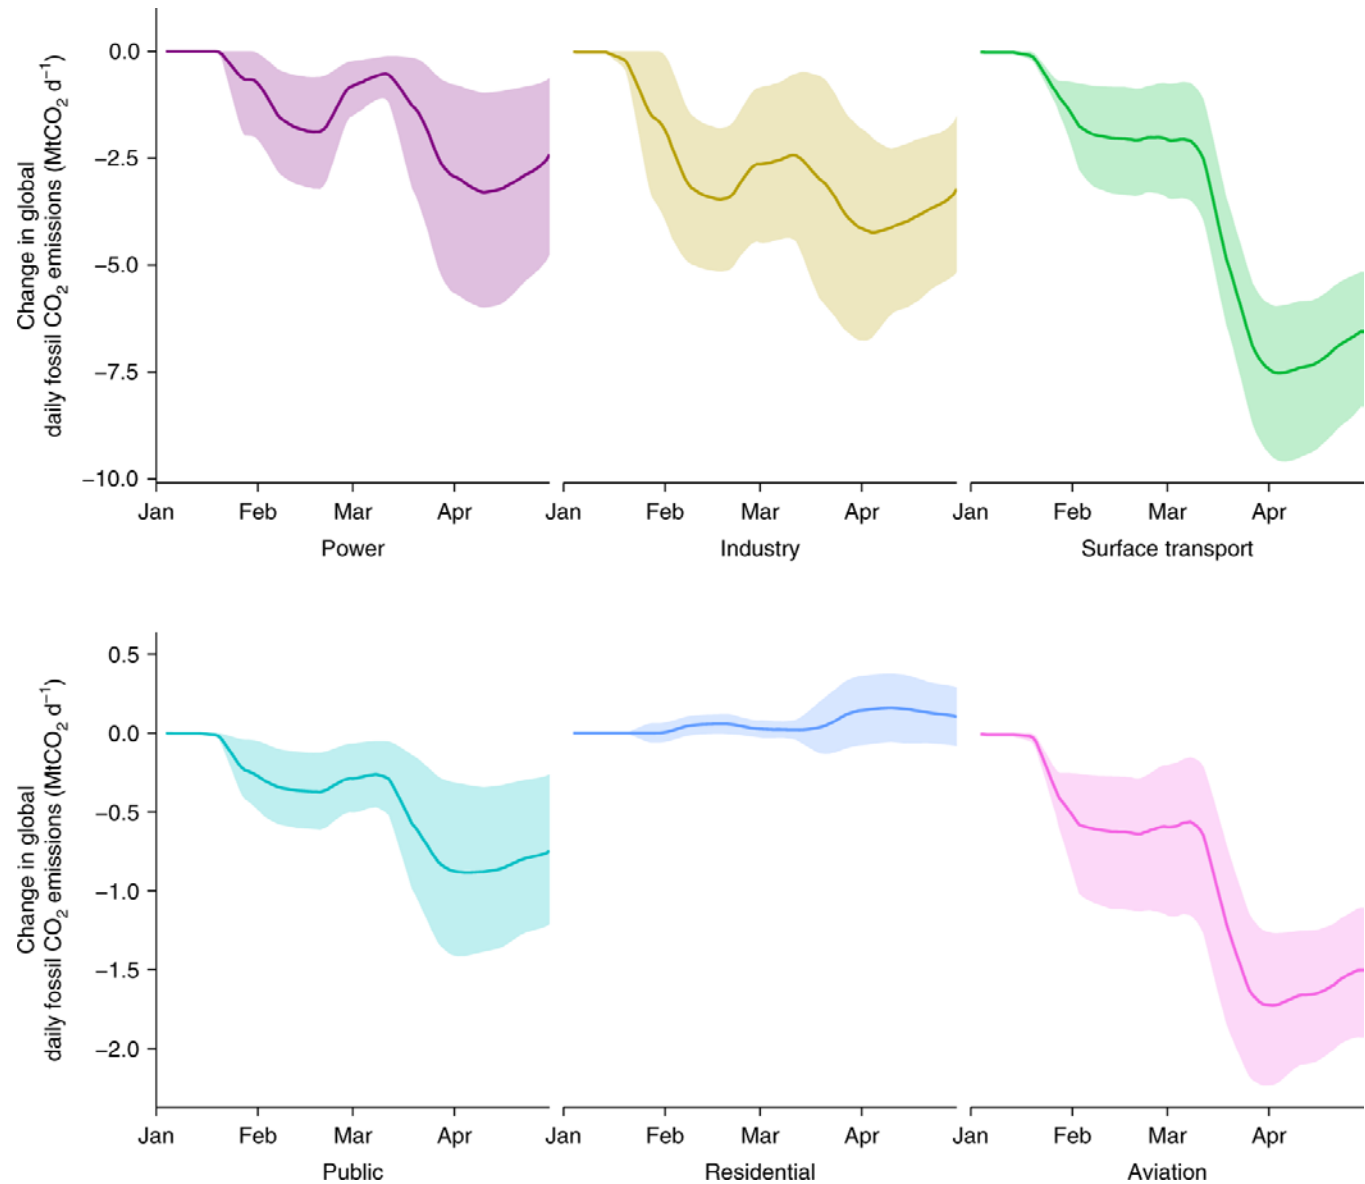 Change in global
daily fossil CO₂ emissions (MtCO₂ d⁻¹)
0.0
−2.5
−5.0
−7.5
−10.0
Jan Feb Mar Apr Jan Feb Mar Apr Jan Feb Mar Apr
Power Industry Surface transport
Change in global
daily fossil CO₂ emissions (MtCO₂ d⁻¹)
0.5
0.0
−0.5
−1.0
−1.5
−2.0
Jan Feb Mar Apr Jan Feb Mar Apr Jan Feb Mar Apr
Public Residential Aviation